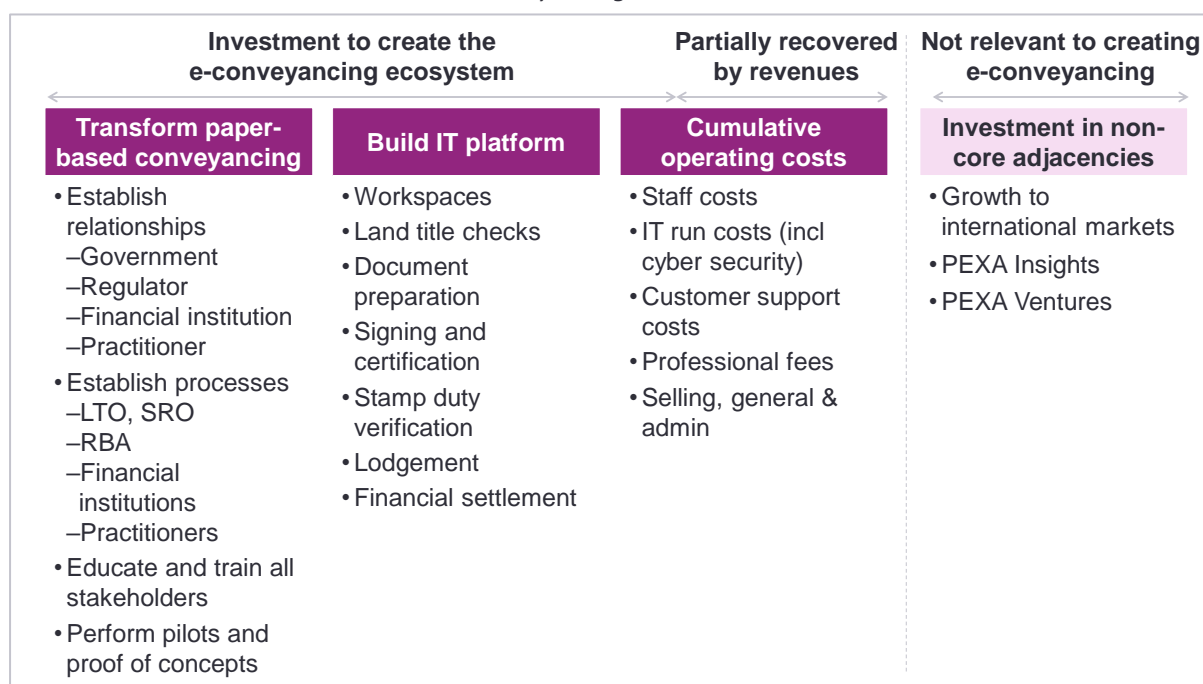 Investment to create the
e-conveyancing ecosystem
Partially recovered
by revenues
Not relevant to creating
e-conveyancing
Transform paper-
based conveyancing
•Establish
relationships
–Government
–Regulator
–Financial institution
–Practitioner
•Establish processes
–LTO, SRO
–RBA
–Financial
institutions
–Practitioners
•Educate and train all
stakeholders
•Perform pilots and
proof of concepts
Build IT platform
•Workspaces
•Land title checks
•Document
preparation
•Signing and
certification
•Stamp duty
verification
•Lodgement
•Financial settlement
Cumulative
operating costs
•Staff costs
•IT run costs (incl
cyber security)
•Customer support
costs
•Professional fees
•Selling, general &
admin
Investment in non-
core adjacencies
•Growth to
international markets
•PEXA Insights
•PEXA Ventures